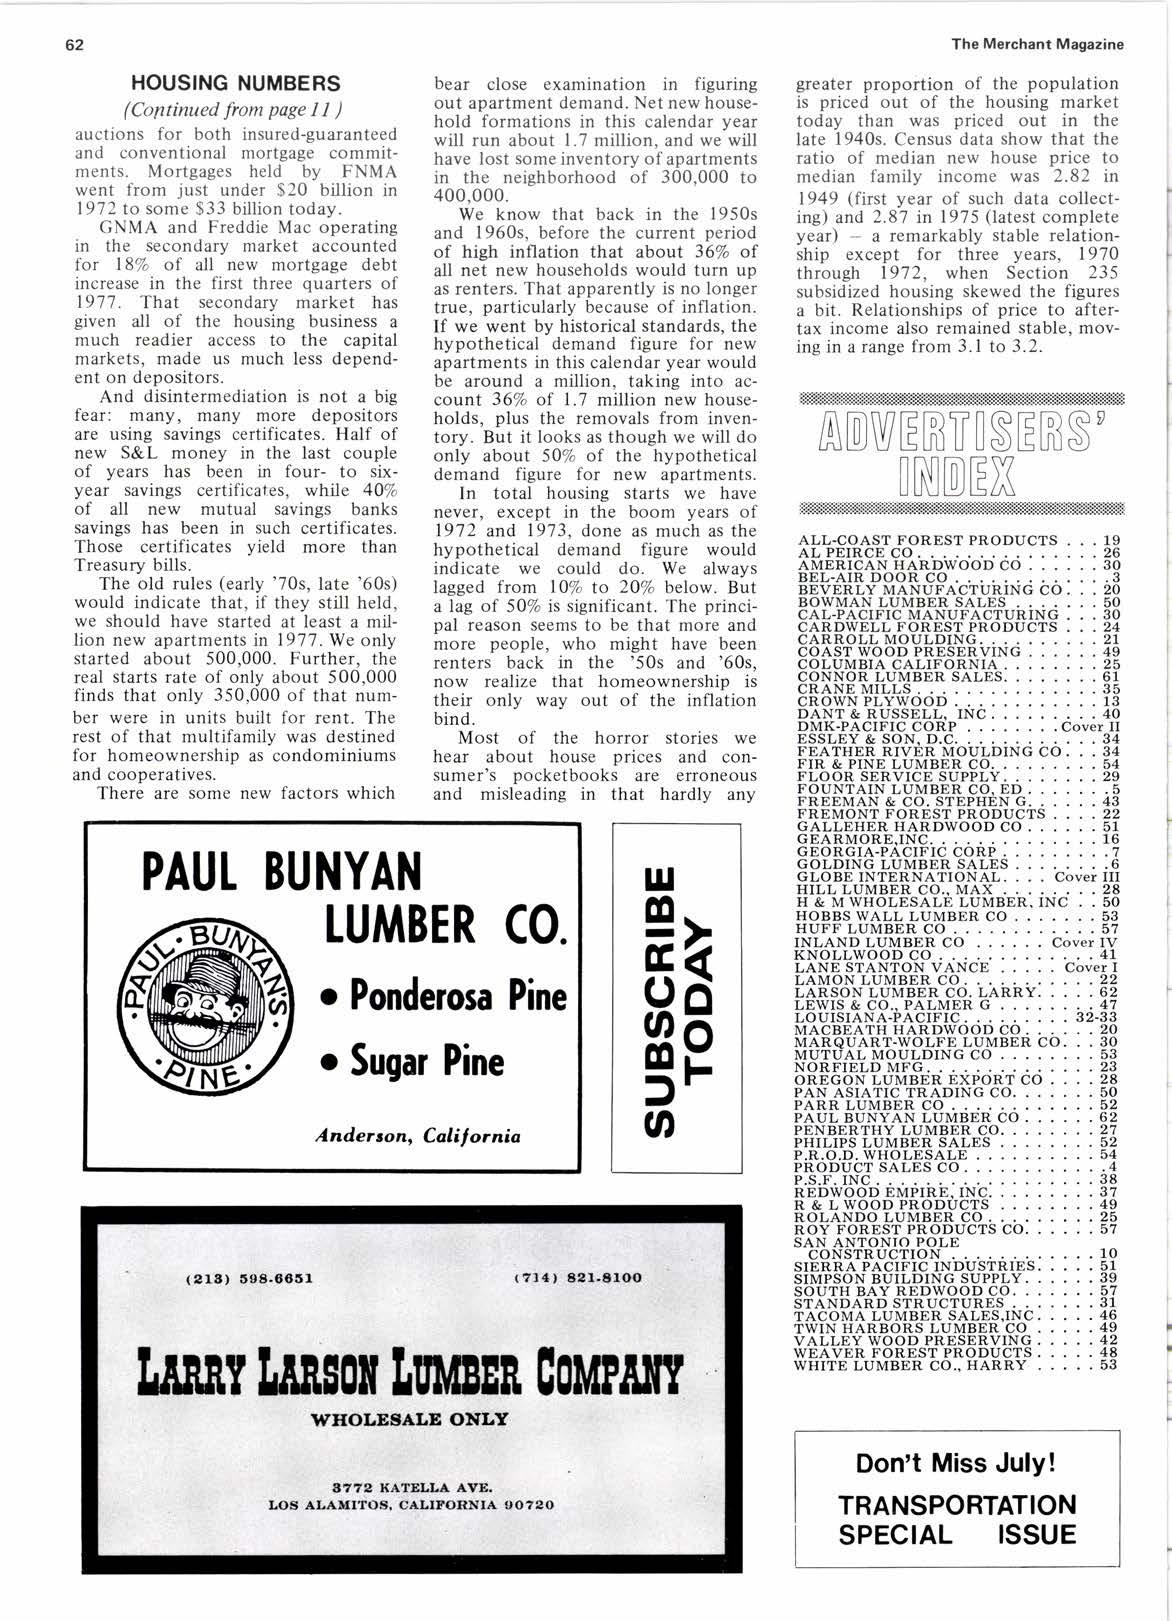 62
The Merchant Magazine
HOUSING NUMBERS
(Continued from page 11 )
auctions for both insured-guaranteed
and conventional mortgage commit-
ments. Mortgages held by FNMA
went from just under $20 billion in
1972 to some $33 billion today.
GNMA and Freddie Mac operating
in the secondary market accounted
for 18% of all new mortgage debt
increase in the first three quarters of
1977. That secondary market has
given all of the housing business a
much readier access to the capital
markets, made us much less depend-
ent on depositors.
And disintermediation is not a big
fear: many, many more depositors
are using savings certificates. Half of
new S&L money in the last couple
of years has been in four- to six-
year savings certificates, while 40%
of all new mutual savings banks
savings has been in such certificates.
Those certificates yield more than
Treasury bills.
The old rules (early '70s, late '60s)
would indicate that, if they still held,
we should have started at least a mil-
lion new apartments in 1977. We only
started about 500,000. Further, the
real starts rate of only about 500,000
finds that only 350,000 of that num-
ber were in units built for rent. The
rest of that multifamily was destined
for homeownership as condominiums
and cooperatives.
There are some new factors which
bear close examination in figuring
out apartment demand. Net new house-
hold formations in this calendar year
will run about 1.7 million, and we will
have lost some inventory of apartments
in the neighborhood of 300,000 to
400,000.
We know that back in the 1950s
and 1960s, before the current period
of high inflation that about 36% of
all net new households would turn up
as renters. That apparently is no longer
true, particularly because of inflation.
If we went by historical standards, the
hypothetical demand figure for new
apartments in this calendar year would
be around a million, taking into ac-
count 36% of 1.7 million new house-
holds, plus the removals from inven-
tory. But it looks as though we will do
only about 50% of the hypothetical
demand figure for new apartments.
In total housing starts we have
never, except in the boom years of
1972 and 1973, done as much as the
hypothetical demand figure would
indicate we could do. We always
lagged from 10% to 20% below. But
a lag of 50% is significant. The princi-
pal reason seems to be that more and
more people, who might have been
renters back in the '50s and '60s,
now realize that homeownership is
their only way out of the inflation
bind.
Most of the horror stories we
hear about house prices and con-
sumer's pocketbooks are erroneous
and misleading in that hardly any
greater proportion of the population
is priced out of the housing market
today than was priced out in the
late 1940s. Census data show that the
ratio of median new house price to
median family income was 2.82 in
1949 (first year of such data collect-
ing) and 2.87 in 1975 (latest complete
year) — a remarkably stable relation-
ship except for three years, 1970
through 1972, when Section 235
subsidized housing skewed the figures
a bit. Relationships of price to after-
tax income also remained stable, mov-
ing in a range from 3.1 to 3.2.
ADVERTISERS'
INDEX
ALL-COAST FOREST PRODUCTS . . . 19
AL PEIRCE CO. . . . . . . . . . . . . . . 26
AMERICAN HARDWOOD CO . . . . . . 30
BEL-AIR DOOR CO . . . . . . . . . . . . . 3
BEVERLY MANUFACTURING CO. . . 20
BOWMAN LUMBER SALES . . . . . . . 50
CAL-PACIFIC MANUFACTURING . . . 30
CARDWELL FOREST PRODUCTS . . . 24
CARROLL MOULDING. . . . . . . . . . 21
COAST WOOD PRESERVING . . . . . . 49
COLUMBIA CALIFORNIA . . . . . . . . 25
CONNOR LUMBER SALES. . . . . . . . 61
CRANE MILLS . . . . . . . . . . . . . . . 35
CROWN PLYWOOD . . . . . . . . . . . . 13
DANT & RUSSELL, INC . . . . . . . . . 40
DMK-PACIFIC CORP . . . . . . . . Cover II
ESSLEY & SON, D.C. . . . . . . . . . . . 34
FEATHER RIVER MOULDING CO . . . 34
FIR & PINE LUMBER CO. . . . . . . . . 54
FLOOR SERVICE SUPPLY. . . . . . . . 29
FOUNTAIN LUMBER CO, ED . . . . . . . 5
FREEMAN & CO. STEPHEN G. . . . . . 43
FREMONT FOREST PRODUCTS . . . . 22
GALLEHER HARDWOOD CO . . . . . . 51
GEARMORE,INC. . . . . . . . . . . . . . 16
GEORGIA-PACIFIC CORP . . . . . . . . . 7
GOLDING LUMBER SALES . . . . . . . . 6
GLOBE INTERNATIONAL. . . . Cover III
HILL LUMBER CO., MAX . . . . . . . . 28
H & M WHOLESALE LUMBER, INC . . 50
HOBBS WALL LUMBER CO . . . . . . . 53
HUFF LUMBER CO . . . . . . . . . . . . 57
INLAND LUMBER CO . . . . . . Cover IV
KNOLLWOOD CO . . . . . . . . . . . . . 41
LANE STANTON VANCE . . . . . Cover I
LAMON LUMBER CO. . . . . . . . . . . 22
LARSON LUMBER CO. LARRY. . . . . 62
LEWIS & CO., PALMER G . . . . . . . . 47
LOUISIANA-PACIFIC . . . . . . . . . 32-33
MACBEATH HARDWOOD CO. . . . . . 20
MARQUART-WOLFE LUMBER CO. . . 30
MUTUAL MOULDING CO . . . . . . . . 53
NORFIELD MFG. . . . . . . . . . . . . . 23
OREGON LUMBER EXPORT CO . . . . 28
PAN ASIATIC TRADING CO. . . . . . . 50
PARR LUMBER CO . . . . . . . . . . . . 52
PAUL BUNYAN LUMBER CO . . . . . . 62
PENBERTHY LUMBER CO. . . . . . . . 27
PHILIPS LUMBER SALES . . . . . . . . 52
P.R.O.D. WHOLESALE . . . . . . . . . . 54
PRODUCT SALES CO. . . . . . . . . . . . 4
P.S.F. INC . . . . . . . . . . . . . . . . . . 38
REDWOOD EMPIRE, INC. . . . . . . . . 37
R & L WOOD PRODUCTS . . . . . . . . 49
ROLANDO LUMBER CO . . . . . . . . . 25
ROY FOREST PRODUCTS CO. . . . . . 57
SAN ANTONIO POLE
CONSTRUCTION . . . . . . . . . . . . 10
SIERRA PACIFIC INDUSTRIES. . . . . 51
SIMPSON BUILDING SUPPLY. . . . . . 39
SOUTH BAY REDWOOD CO. . . . . . . 57
STANDARD STRUCTURES . . . . . . . 31
TACOMA LUMBER SALES,INC. . . . . 46
TWIN HARBORS LUMBER CO . . . . . 49
VALLEY WOOD PRESERVING . . . . . 42
WEAVER FOREST PRODUCTS . . . . . 48
WHITE LUMBER CO., HARRY . . . . . 53
PAUL BUNYAN
LUMBER CO.
PAUL • BUNYAN'S
• PINE •
• Ponderosa Pine
• Sugar Pine
Anderson, California
SUBSCRIBE
TODAY
(213) 598-6651
(714) 821-8100
LARRY LARSON LUMBER COMPANY
WHOLESALE ONLY
3772 KATELLA AVE.
LOS ALAMITOS, CALIFORNIA 90720
Don't Miss July!
TRANSPORTATION
SPECIAL ISSUE